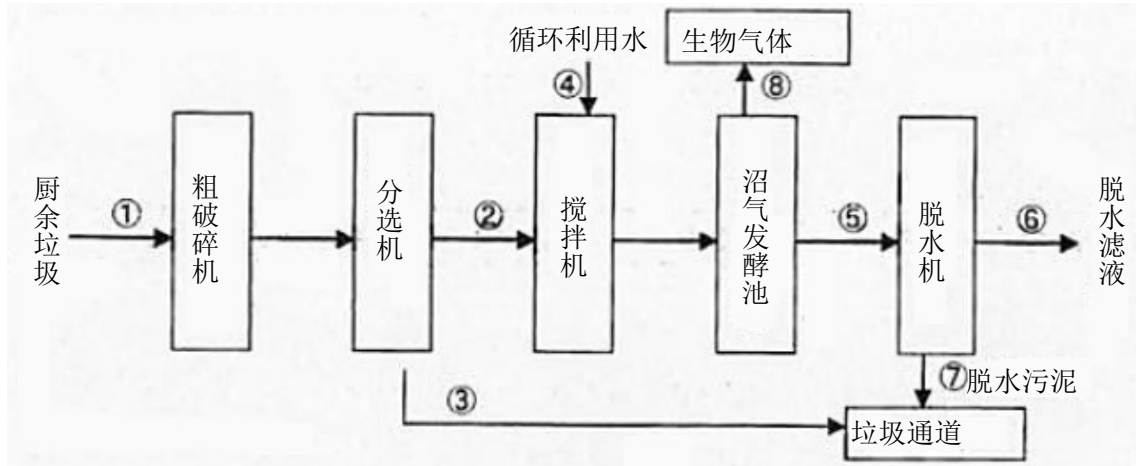 循环利用水
生物气体
④
⑧
厨余垃圾
①
粗破碎机
分选机
②
搅拌机
沼气发酵池
⑤
脱水机
⑥
脱水滤液
③
⑦脱水污泥
垃圾通道